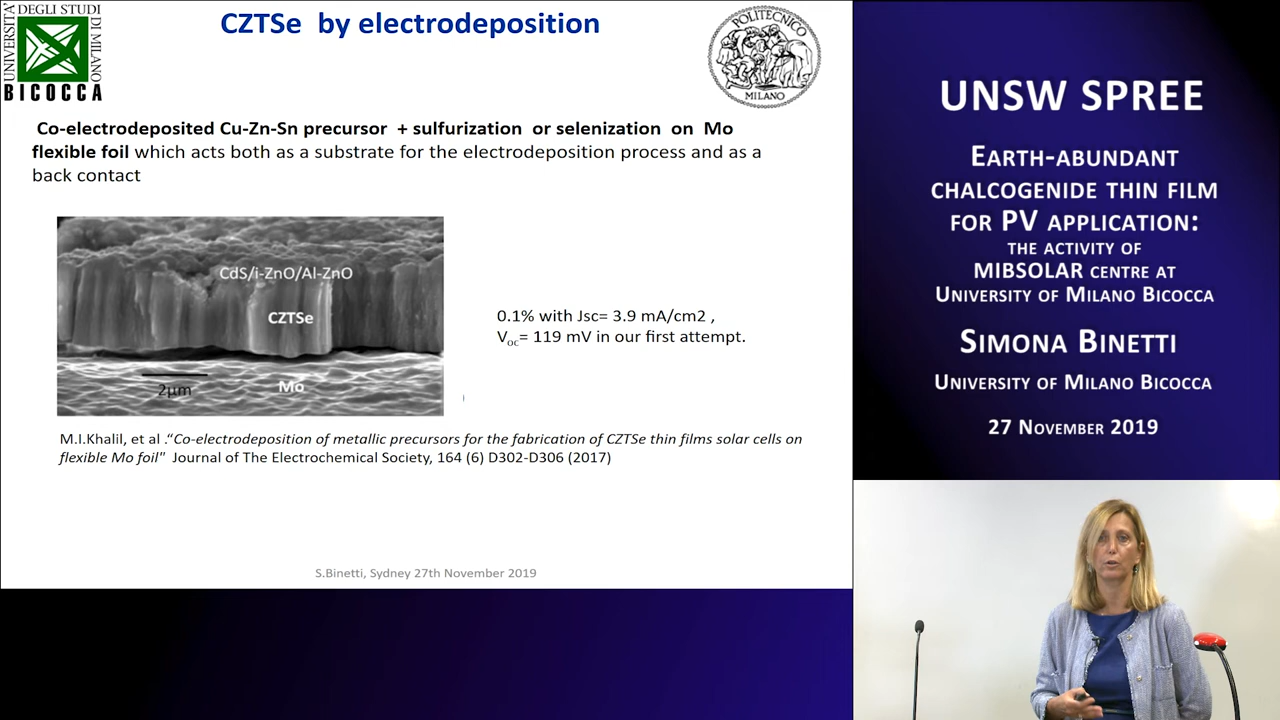 UNIVERSITA'
DEGLI STUDI
DI MILANO
BICOCCA
CZTSe by electrodeposition
POLITECNICO
MILANO
Co-electrodeposited Cu-Zn-Sn precursor + sulfurization or selenization on Mo
flexible foil which acts both as a substrate for the electrodeposition process and as a
back contact
CdS/i-ZnO/Al-ZnO
CZTSe
2µm
Mo
0.1% with Jsc= 3.9 mA/cm2 ,
Voc= 119 mV in our first attempt.
)
M.I.Khalil, et al ."Co-electrodeposition of metallic precursors for the fabrication of CZTSe thin films solar cells on
flexible Mo foil" Journal of The Electrochemical Society, 164 (6) D302-D306 (2017)
S.Binetti, Sydney 27th November 2019
UNSW SPREE
EARTH-ABUNDANT
CHALCOGENIDE THIN FILM
FOR PV APPLICATION:
THE ACTIVITY OF
MIBSOLAR CENTRE AT
UNIVERSITY OF MILANO BICOCCA
SIMONA BINETTI
UNIVERSITY OF MILANO BICOCCA
27 NOVEMBER 2019